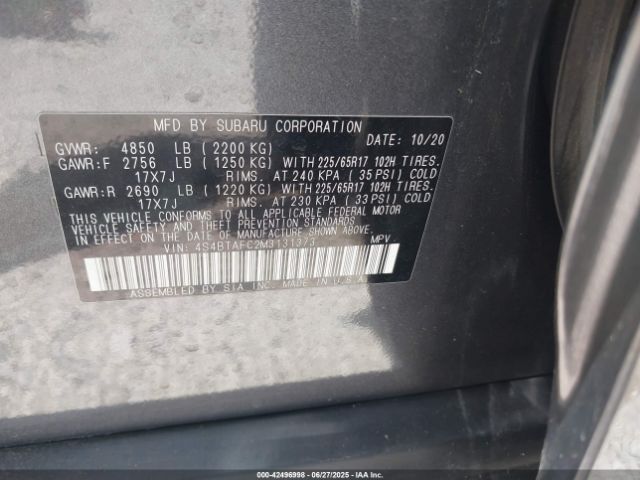 MFD BY SUBARU CORPORATION
DATE: 10/20
GVWR: 4850 LB (2200 KG)
GAWR:F 2756 LB (1250 KG) WITH 225/65R17 102H TIRES.
17X7J RIMS. AT 240 KPA (35 PSI) COLD
GAWR:R 2690 LB (1220 KG) WITH 225/65R17 102H TIRES.
17X7J RIMS. AT 230 KPA (33 PSI) COLD
THIS VEHICLE CONFORMS TO ALL APPLICABLE FEDERAL MOTOR
VEHICLE SAFETY AND THEFT PREVENTION STANDARDS
IN EFFECT ON THE DATE OF MANUFACTURE SHOWN ABOVE.
VIN: 4S4BTAFC2M3131373 MPV
ASSEMBLED BY SIA INC. MADE IN U.S.A
000-42496998 - 06/27/2025 - IAA, Inc.